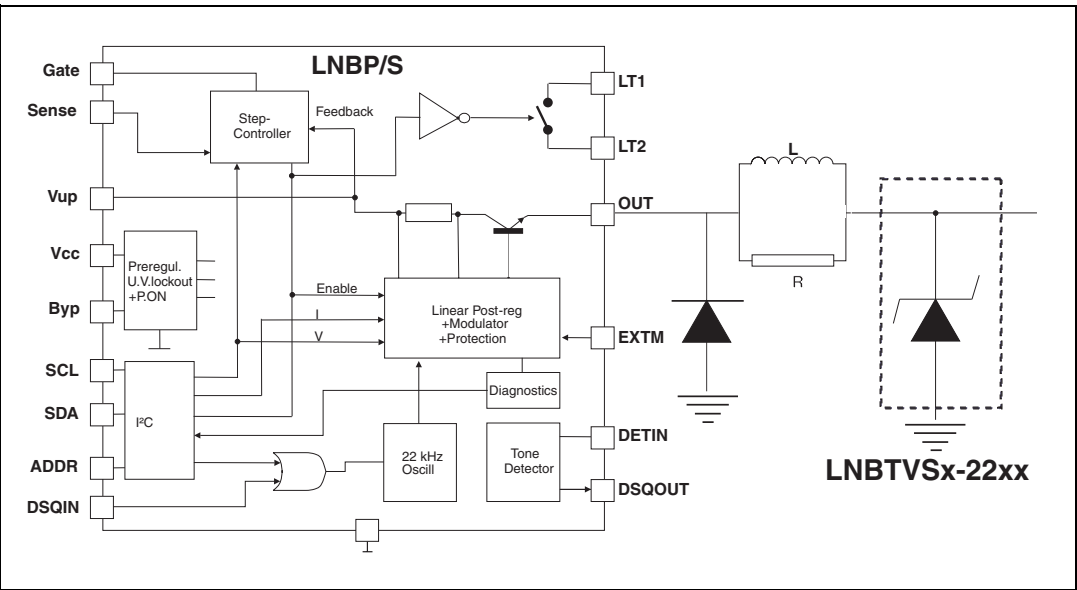 LNBP/S
Gate
Sense
Vup
Vcc
Byp
SCL
SDA
ADDR
DSQIN
Step-
Controller
Feedback
Preregul.
U.V.lockout
+P.ON
Enable
I
V
I²C
Linear Post-reg
+Modulator
+Protection
Diagnostics
22 kHz
Oscill
Tone
Detector
LT1
LT2
OUT
EXTM
DETIN
DSQOUT
L
R
LNBTVSx-22xx